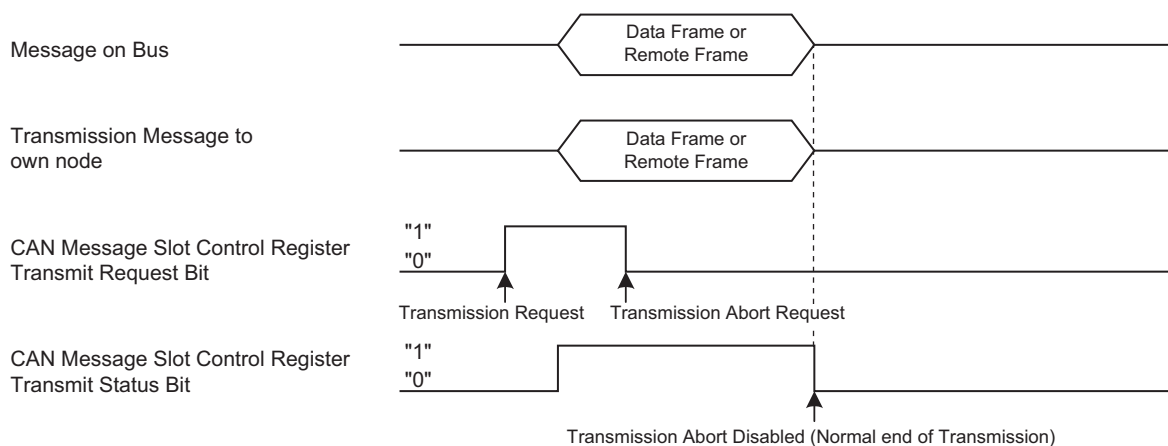 Message on Bus
Data Frame or
Remote Frame
Transmission Message to
own node
Data Frame or
Remote Frame
CAN Message Slot Control Register
Transmit Request Bit
"1"
"0"
Transmission Request
Transmission Abort Request
CAN Message Slot Control Register
Transmit Status Bit
"1"
"0"
Transmission Abort Disabled (Normal end of Transmission)